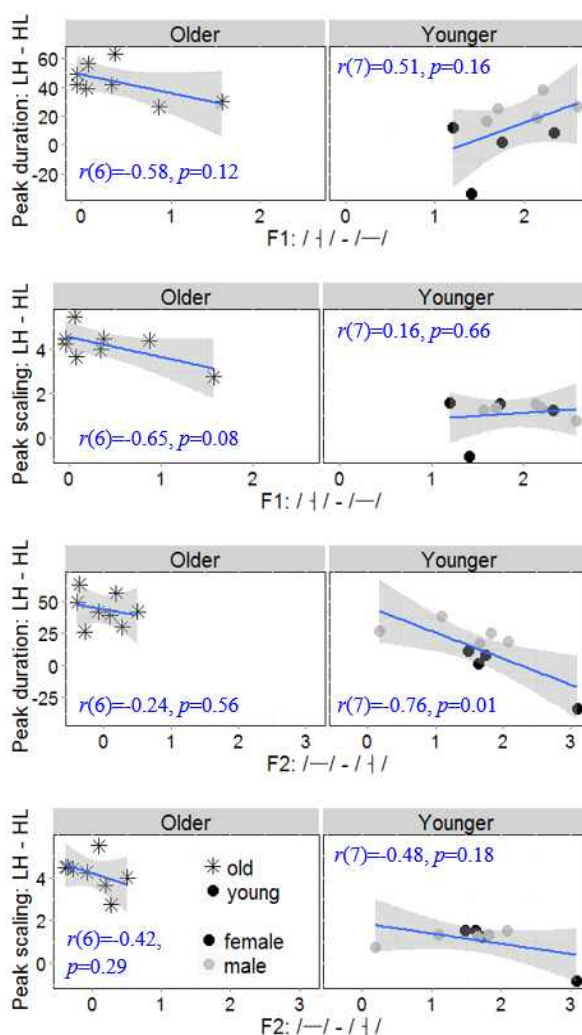 Older Younger
Peak duration: LH - HL
60
40
20
0
-20
r(6)=-0.58, p=0.12
r(7)=0.51, p=0.16
0 1 2 0 1 2
F1: / ˧ / - /—/
Older Younger
Peak scaling: LH - HL
4
2
0
r(6)=-0.65, p=0.08
r(7)=0.16, p=0.66
0 1 2 0 1 2
F1: / ˧ / - /—/
Older Younger
Peak duration: LH - HL
50
25
0
-25
r(6)=-0.24, p=0.56
r(7)=-0.76, p=0.01
0 1 2 3 0 1 2 3
F2: /—/ - / ˧ /
Older Younger
Peak scaling: LH - HL
4
2
0
r(6)=-0.42,
p=0.29
old
young
female
male
r(7)=-0.48, p=0.18
0 1 2 3 0 1 2 3
F2: /—/ - / ˧ /